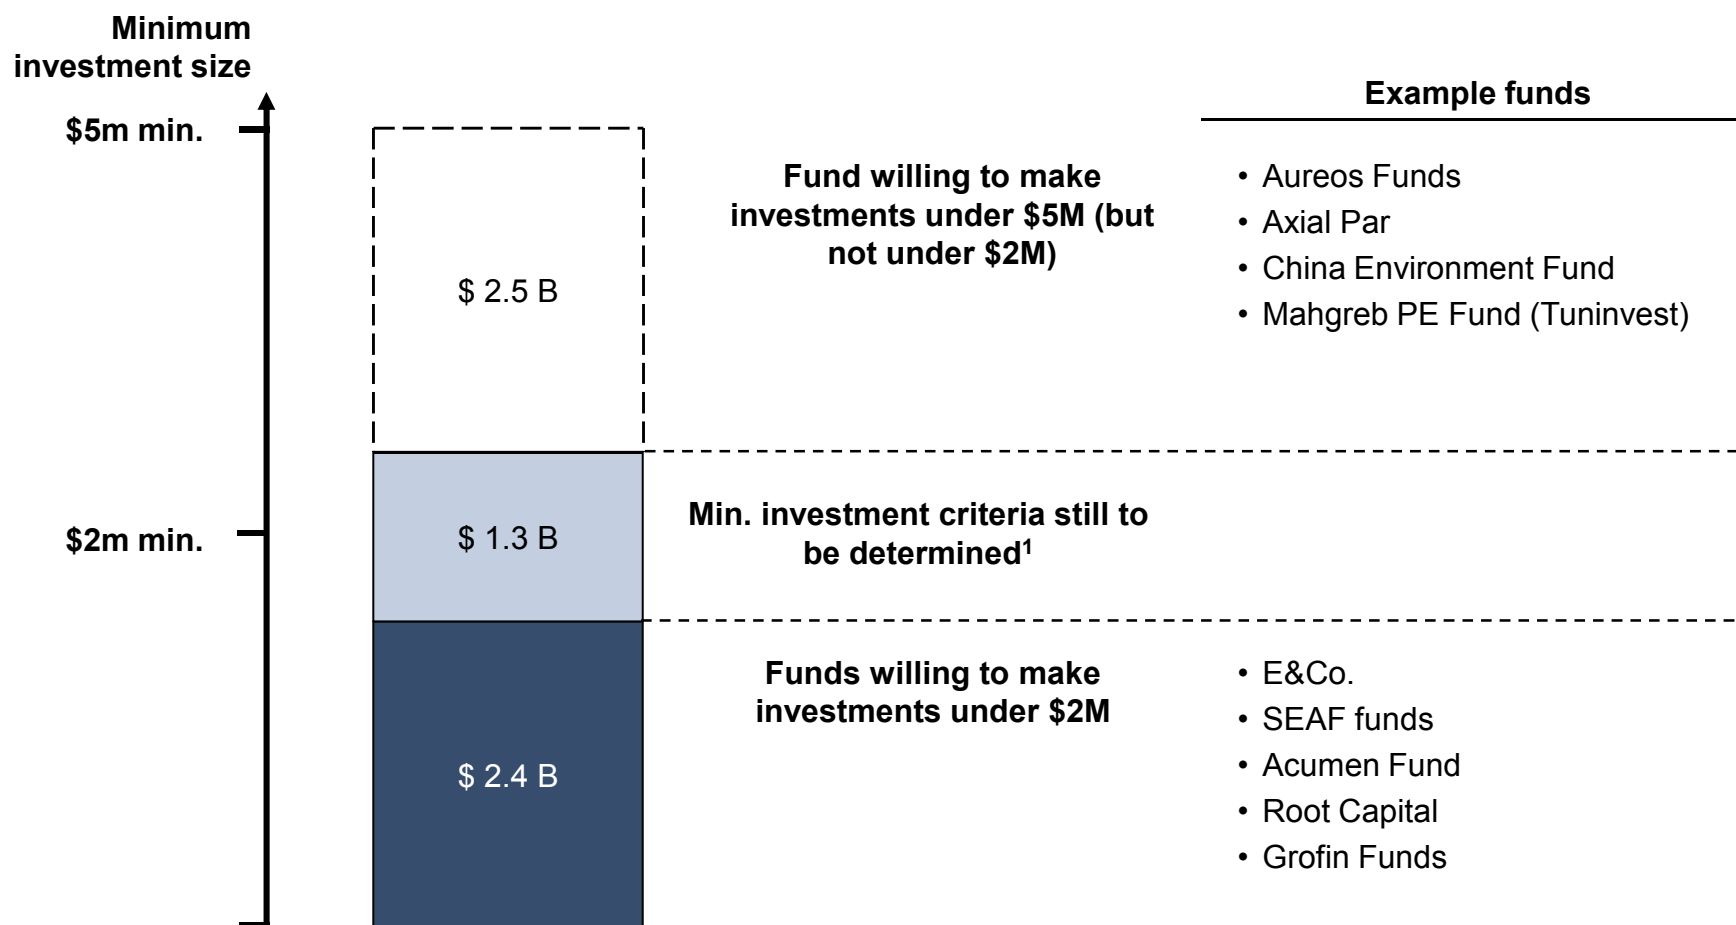 Minimum
investment size
Example funds
$5m min.
Fund willing to make
investments under $5M (but
not under $2M)
• Aureos Funds
• Axial Par
• China Environment Fund
• Mahgreb PE Fund (Tuninvest)
$ 2.5 B
$2m min.
$ 1.3 B
Min. investment criteria still to
be determined1
Funds willing to make
investments under $2M
• E&Co.
• SEAF funds
• Acumen Fund
• Root Capital
• Grofin Funds
$ 2.4 B